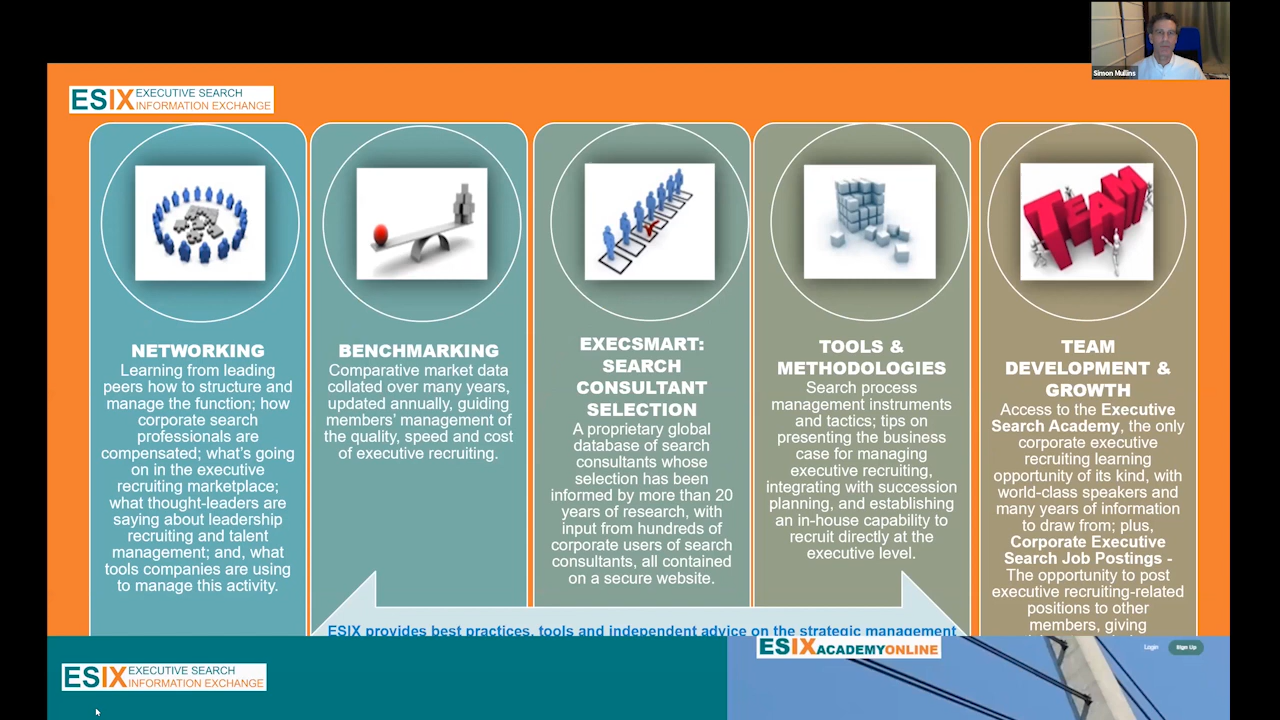 Simon Mullins
ESIX EXECUTIVE SEARCH
INFORMATION EXCHANGE
TEAM
NETWORKING
Learning from leading
peers how to structure and
manage the function; how
corporate search
professionals are
compensated; what's going
on in the executive
recruiting marketplace;
what thought-leaders are
saying about leadership
recruiting and talent
management; and, what
tools companies are using
to manage this activity.
BENCHMARKING
Comparative market data
collated over many years,
updated annually, guiding
members' management of
the quality, speed and cost
of executive recruiting.
EXECSMART:
SEARCH
CONSULTANT
SELECTION
A proprietary global
database of search
consultants whose
selection has been
informed by more than 20
years of research, with
input from hundreds of
corporate users of search
consultants, all contained
on a secure website.
TOOLS &
METHODOLOGIES
Search process
management instruments
and tactics; tips on
presenting the business
case for managing
executive recruiting,
integrating with succession
planning, and establishing
an in-house capability to
recruit directly at the
executive level.
TEAM
DEVELOPMENT &
GROWTH
Access to the Executive
Search Academy, the only
corporate executive
recruiting learning
opportunity of its kind, with
world-class speakers and
many years of information
to draw from; plus,
Corporate Executive
Search Job Postings -
The opportunity to post
executive recruiting-related
positions to other
members, giving
ESIX provides best practices, tools and independent advice on the strategic management
ESIX EXECUTIVE SEARCH
INFORMATION EXCHANGE
ESIXACADEMYONLINE
Login
Sign Up